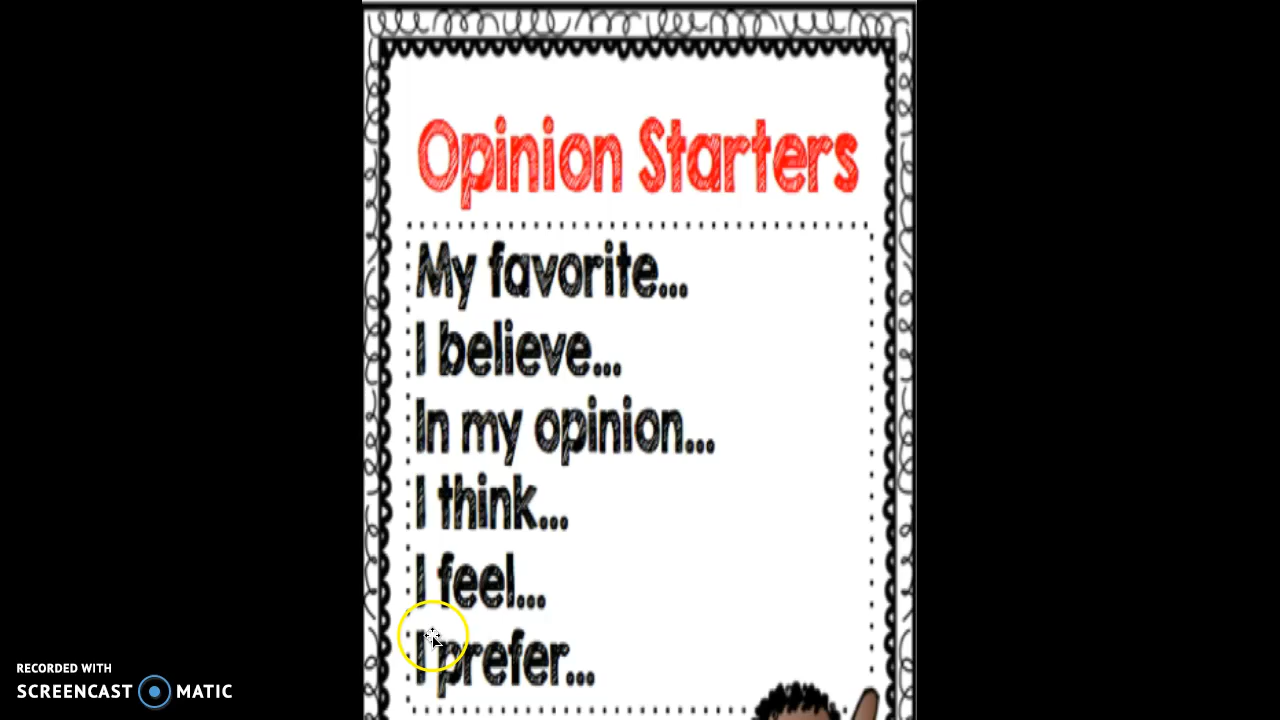 Opinion Starters
My favorite...
I believe...
In my opinion...
I think...
I feel...
I prefer...
RECORDED WITH
SCREENCAST MATIC